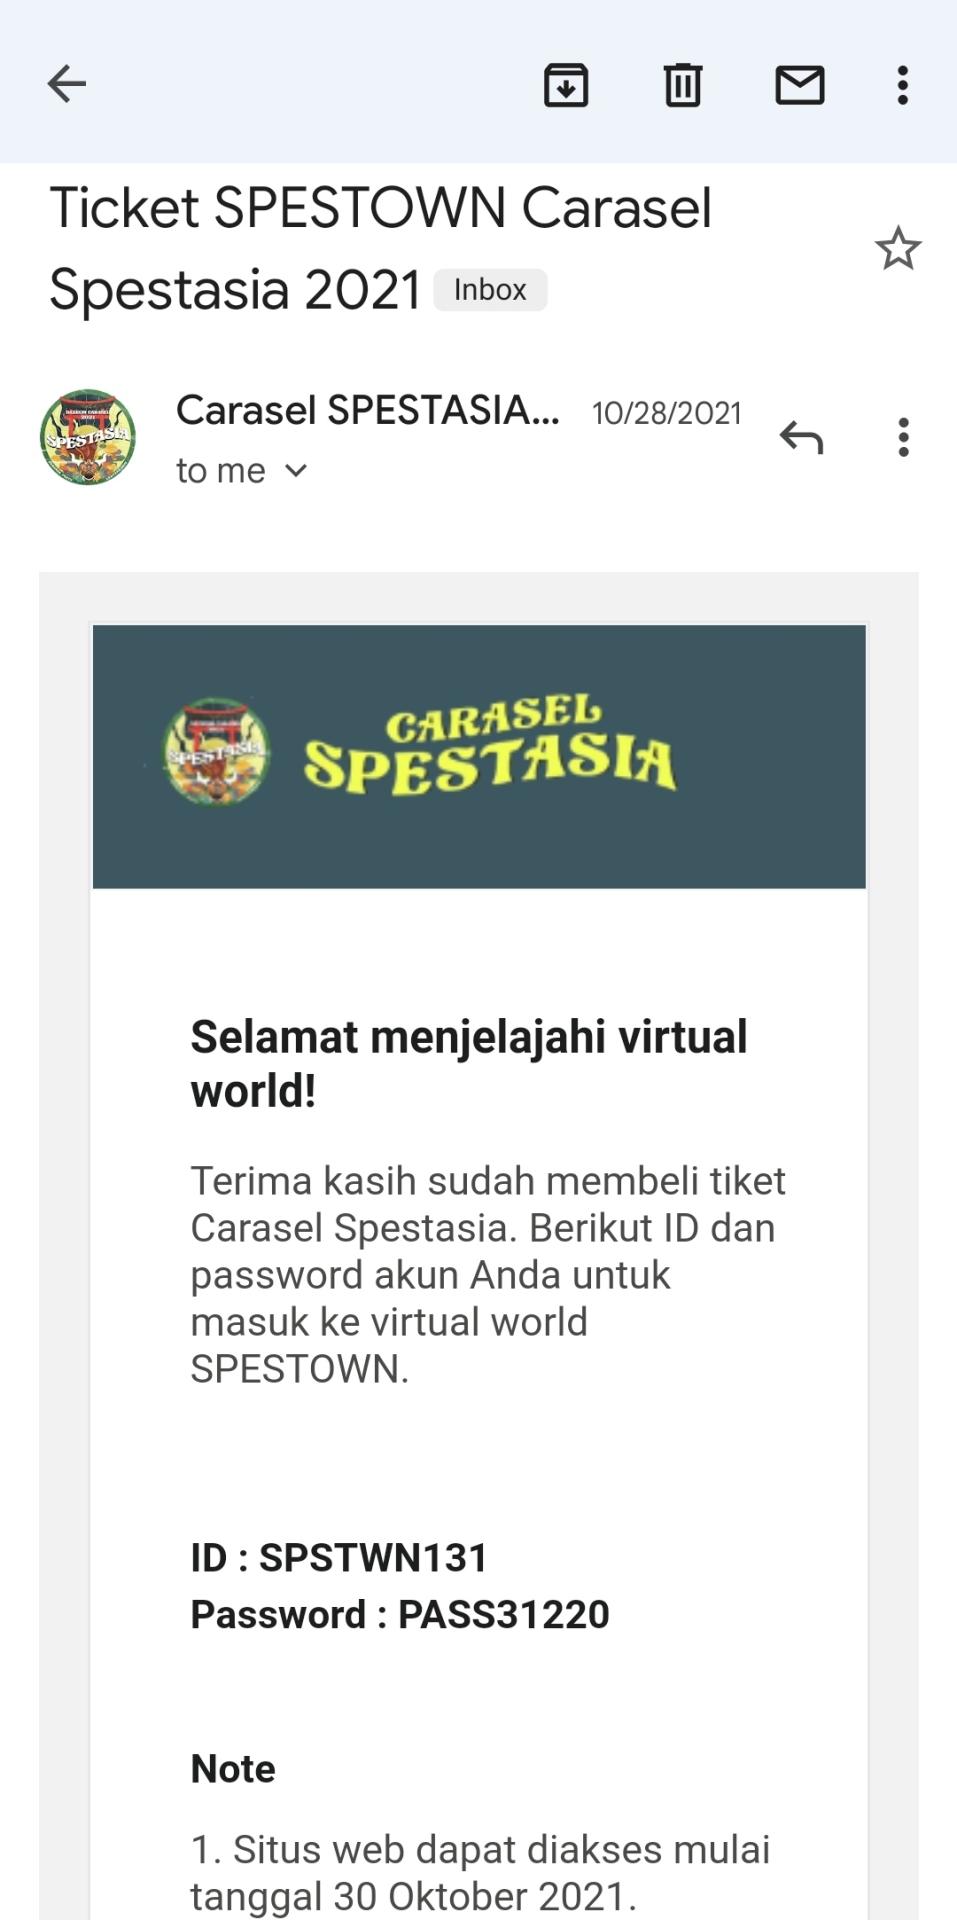 Ticket SPESTOWN Carasel
Spestasia 2021 Inbox
Carasel SPESTASIA... 10/28/2021
to me
SPESTASIA
CARASEL
SPESTASIA
SPESTASIA
Selamat menjelajahi virtual
world!
Terima kasih sudah membeli tiket
Carasel Spestasia. Berikut ID dan
password akun Anda untuk
masuk ke virtual world
SPESTOWN.
ID : SPSTWN131
Password : PASS31220
Note
1. Situs web dapat diakses mulai
tanggal 30 Oktober 2021.